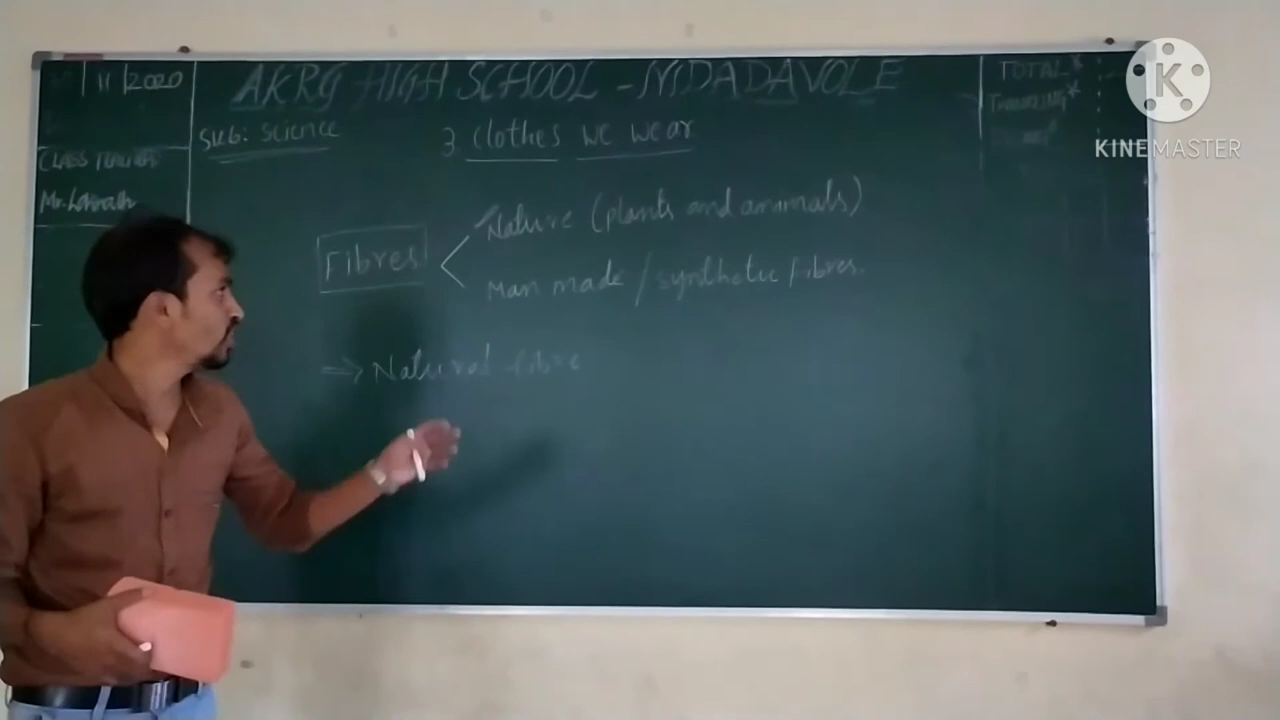 /11/2020
AKRG HIGH SCHOOL - NIDADAVOLE
TOTAL*
Sub: science
3 clothes we wear
CLASS TEACHER
Mr.
Fibres
Nature (plants and animals)
Man made / synthetic fibres.
⇒ Natural fibre
K
KINEMASTER